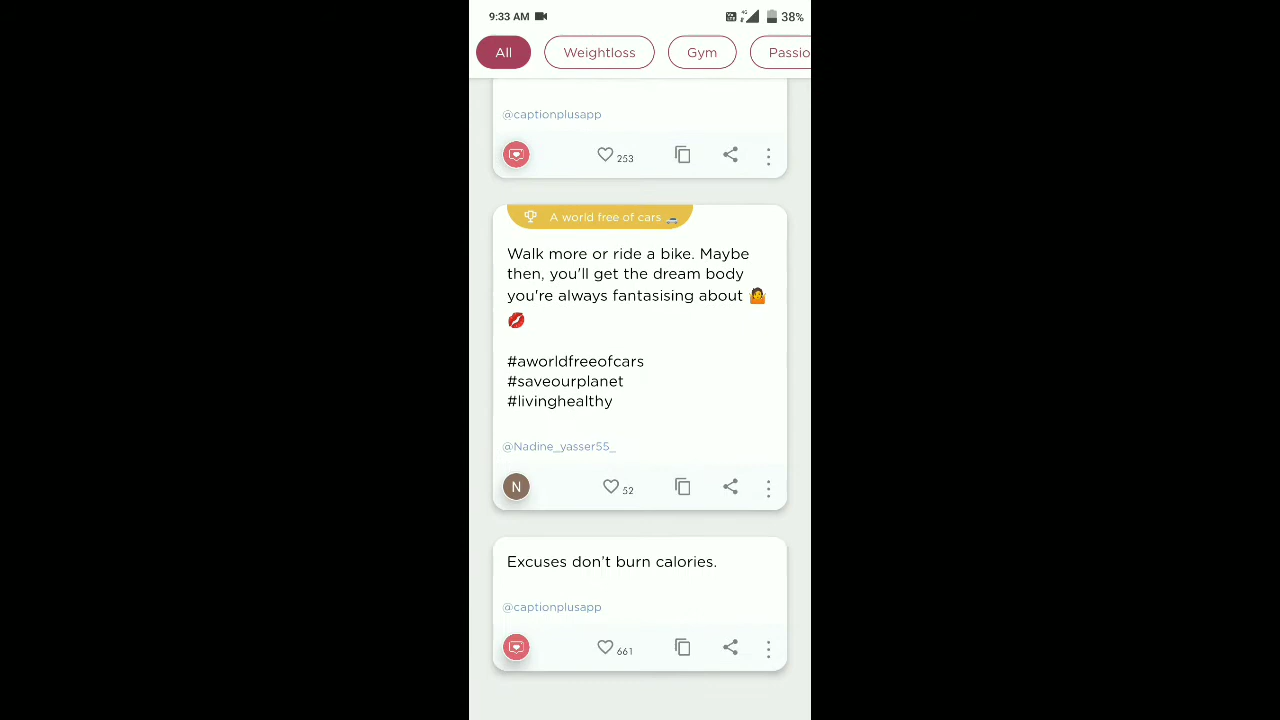 9:33 AM
4G
38%
All
Weightloss
Gym
Passio
@captionplusapp
253
A world free of cars 🚗
Walk more or ride a bike. Maybe
then, you'll get the dream body
you're always fantasising about 🤷
💋
#aworldfreeofcars
#saveourplanet
#livinghealthy
@Nadine_yasser55_
N
52
Excuses don't burn calories.
@captionplusapp
661